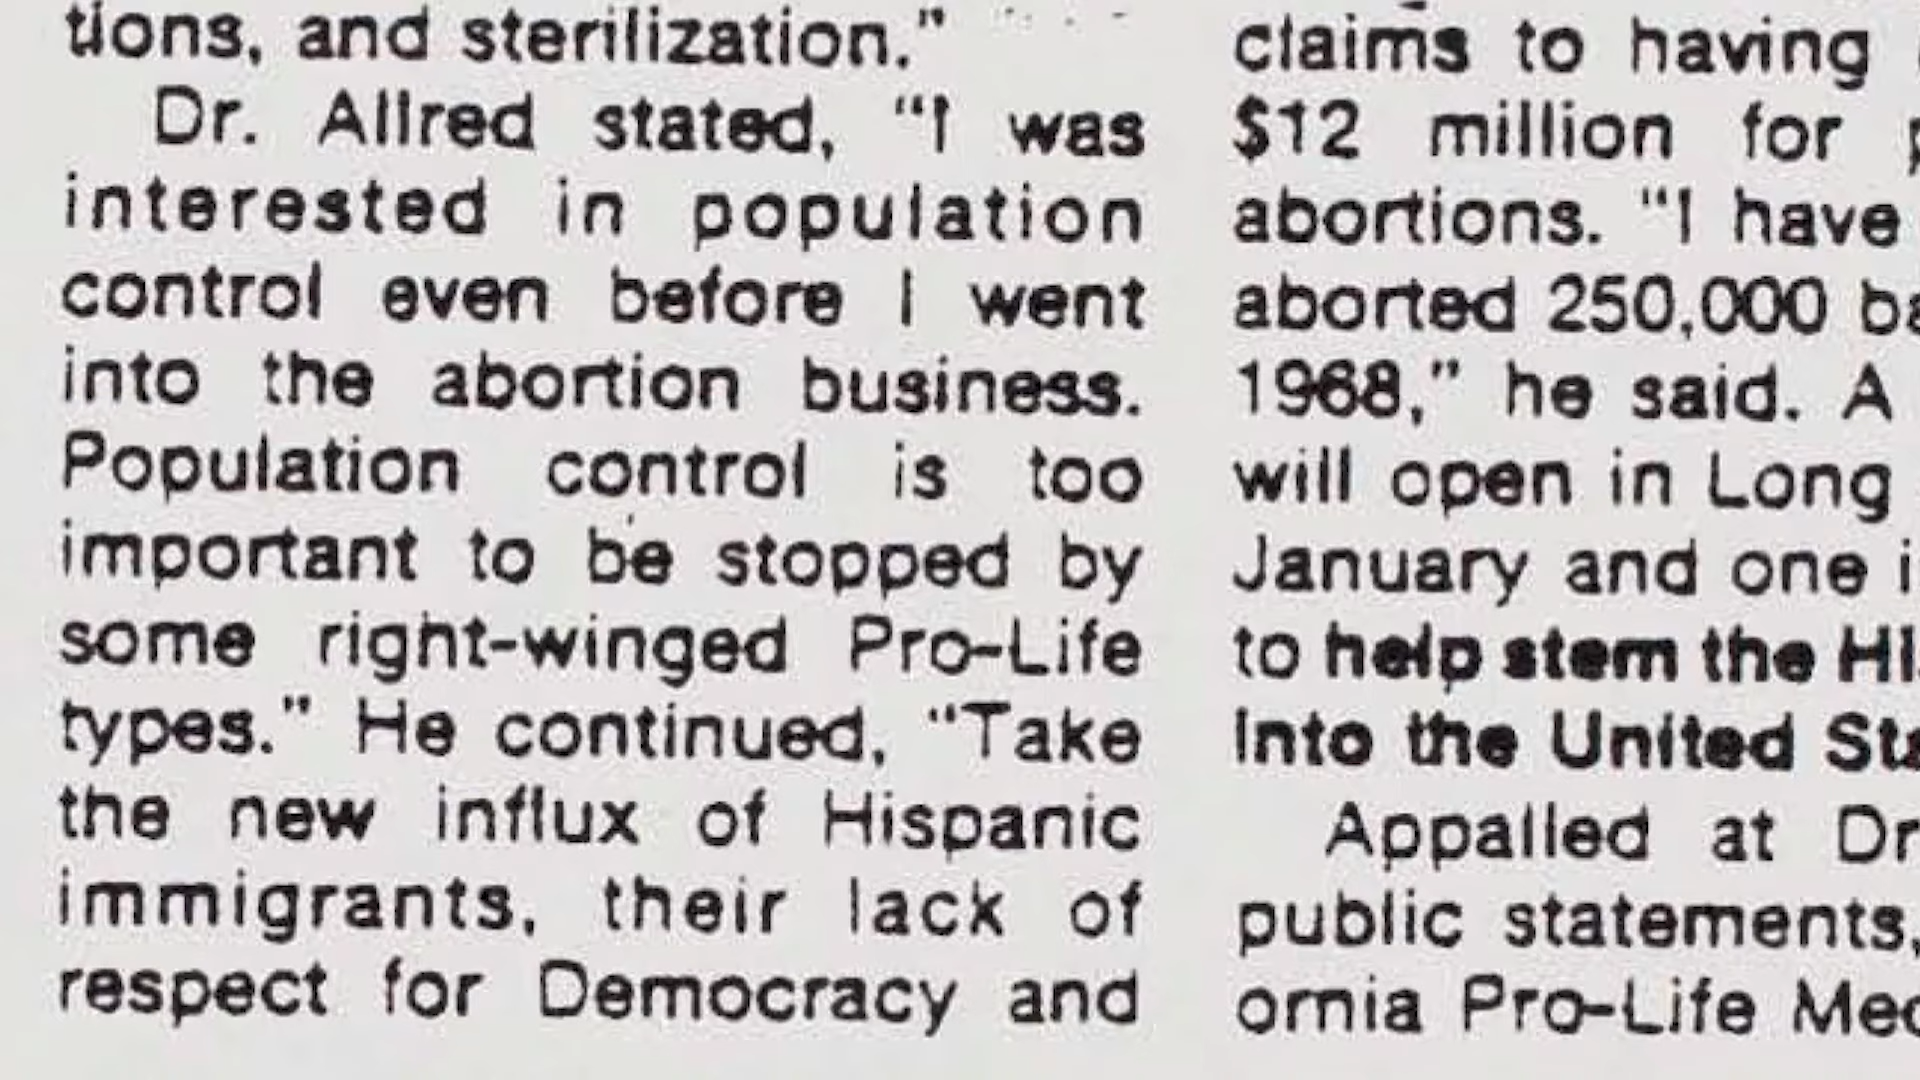 tions, and sterilization."
Dr. Allred stated, "I was
interested in population
control even before I went
into the abortion business.
Population control is too
important to be stopped by
some right-winged Pro-Life
types." He continued, "Take
the new influx of Hispanic
immigrants, their lack of
respect for Democracy and
claims to having
$12 million for
abortions. "I have
aborted 250,000
1968," he said. A
will open in Long
January and one
to help stem the
into the United
Appalled at
public statements,
ornia Pro-Life